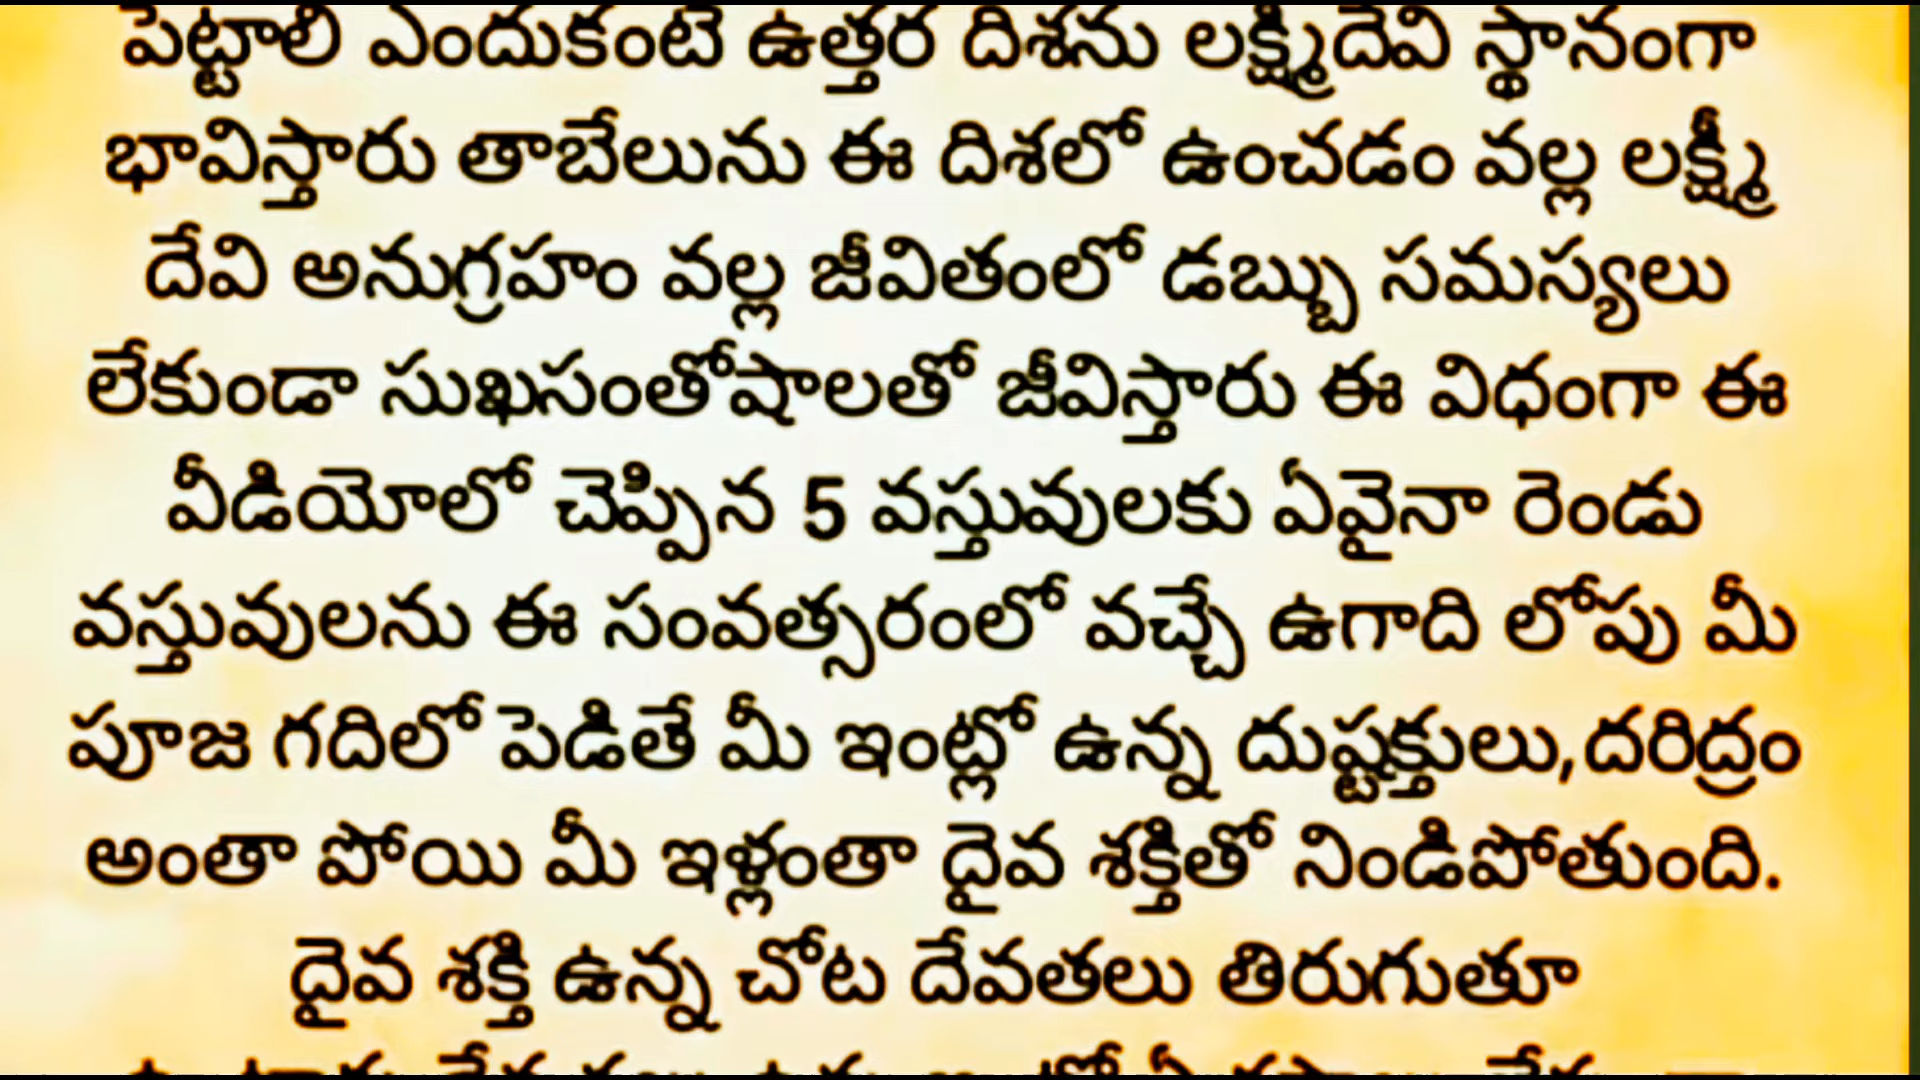 పెట్టాలి ఎందుకంటే ఉత్తర దిశను లక్ష్మిదేవి స్థానంగా
భావిస్తారు తాబేలును ఈ దిశలో ఉంచడం వల్ల లక్ష్మీ
దేవి అనుగ్రహం వల్ల జీవితంలో డబ్బు సమస్యలు
లేకుండా సుఖసంతోషాలతో జీవిస్తారు ఈ విధంగా ఈ
వీడియోలో చెప్పిన 5 వస్తువులకు ఏవైనా రెండు
వస్తువులను ఈ సంవత్సరంలో వచ్చే ఉగాది లోపు మీ
పూజ గదిలో పెడితే మీ ఇంట్లో ఉన్న దుష్టక్తులు,దరిద్రం
అంతా పోయి మీ ఇళ్లంతా దైవ శక్తితో నిండిపోతుంది.
దైవ శక్తి ఉన్న చోట దేవతలు తిరుగుతూ